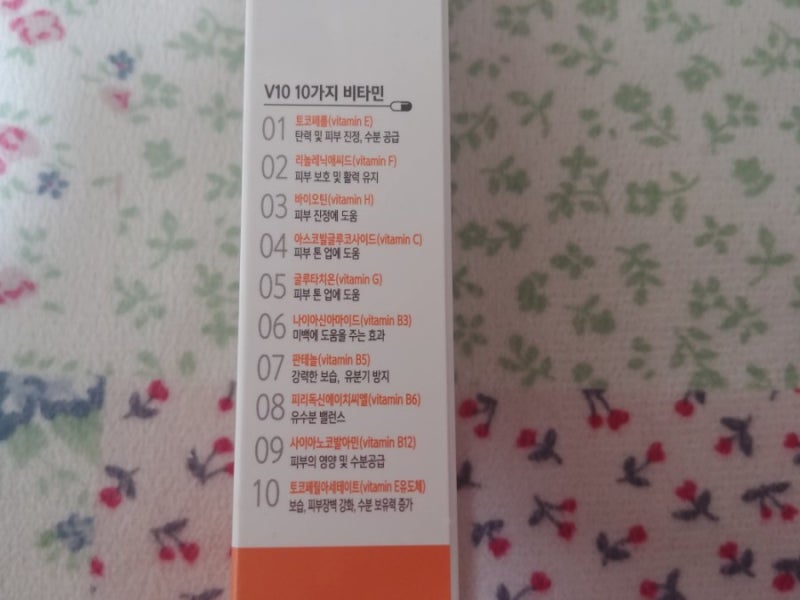 V10 10가지 비타민
01 토코페롤(vitamin E)
탄력 및 피부 진정, 수분 공급
02 리놀레닉애씨드(vitamin F)
피부 보호 및 활력 유지
03 바이오틴(vitamin H)
피부 진정에 도움
04 아스코빌글루코사이드(vitamin C)
피부 톤 업에 도움
05 글루타치온(vitamin G)
피부 톤 업에 도움
06 나이아신아마이드(vitamin B3)
미백에 도움을 주는 효과
07 판테놀(vitamin B5)
강력한 보습, 유분기 방지
08 피리독신에이치씨엘(vitamin B6)
유수분 밸런스
09 사이아노코발아민(vitamin B12)
피부의 영양 및 수분공급
10 토코페릴아세테이트(vitamin E유도체)
보습, 피부장벽 강화, 수분 보유력 증가